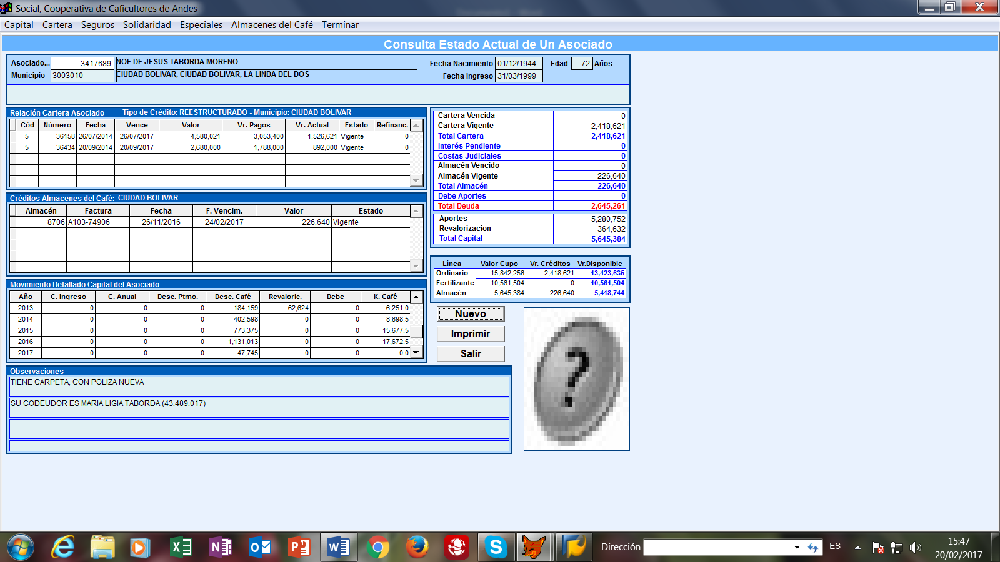 Social, Cooperativa de Caficultores de Andes
Capital Cartera Seguros Solidaridad Especiales Almacenes del Café Terminar
Consulta Estado Actual de Un Asociado
Asociado... 3417689 NOE DE JESUS TABORDA MORENO Fecha Nacimiento 01/12/1944 Edad 72 Años
Municipio 3003010 CIUDAD BOLIVAR, CIUDAD BOLIVAR, LA LINDA DEL DOS Fecha Ingreso 31/03/1999
Relación Cartera Asociado Tipo de Crédito: REESTRUCTURADO - Municipio: CIUDAD BOLIVAR
Cód Número Fecha Vence Valor Vr. Pagos Vr. Actual Estado Refinanc.
5 36158 26/07/2014 26/07/2017 4,580,021 3,053,400 1,526,621 Vigente 0
5 36434 20/09/2014 20/09/2017 2,680,000 1,788,000 892,000 Vigente 0
Créditos Almacenes del Café: CIUDAD BOLIVAR
Almacén Factura Fecha F. Vencim. Valor Estado
8706 A103-74906 26/11/2016 24/02/2017 226,640 Vigente
Movimiento Detallado Capital del Asociado
Año C. Ingreso C. Anual Desc. Ptmo. Desc. Café Revaloric. Debe K. Café
2013 0 0 0 184,159 62,624 0 6,251.0
2014 0 0 0 402,598 0 0 8,698.5
2015 0 0 0 773,375 0 0 15,677.5
2016 0 0 0 1,131,013 0 0 17,672.5
2017 0 0 0 47,745 0 0 0.0
Observaciones
TIENE CARPETA, CON POLIZA NUEVA
SU CODEUDOR ES MARIA LIGIA TABORDA (43.489.017)
Cartera Vencida 0
Cartera Vigente 2,418,621
Total Cartera 2,418,621
Interés Pendiente 0
Costas Judiciales 0
Almacén Vencido 0
Almacén Vigente 226,640
Total Almacén 226,640
Debe Aportes 0
Total Deuda 2,645,261
Aportes 5,280,752
Revalorizacion 364,632
Total Capital 5,645,384
Línea Valor Cupo Vr. Créditos Vr.Disponible
Ordinario 15,842,256 2,418,621 13,423,635
Fertilizante 10,561,504 0 10,561,504
Almacén 5,645,384 226,640 5,418,744
Nuevo
Imprimir
Salir
?
Dirección ES 15:47
20/02/2017